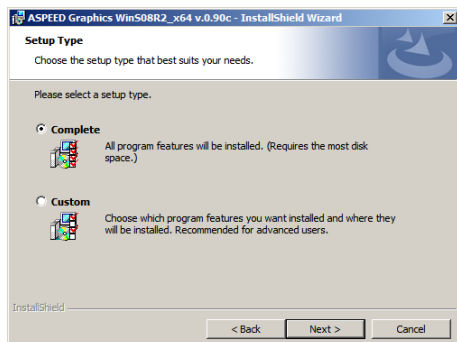 ASPEED Graphics WinS08R2_x64 v.0.90c - InstallShield Wizard
Setup Type
Choose the setup type that best suits your needs.
Please select a setup type.
Complete
All program features will be installed. (Requires the most disk
space.)
Custom
Choose which program features you want installed and where they
will be installed. Recommended for advanced users.
InstallShield
< Back
Next >
Cancel